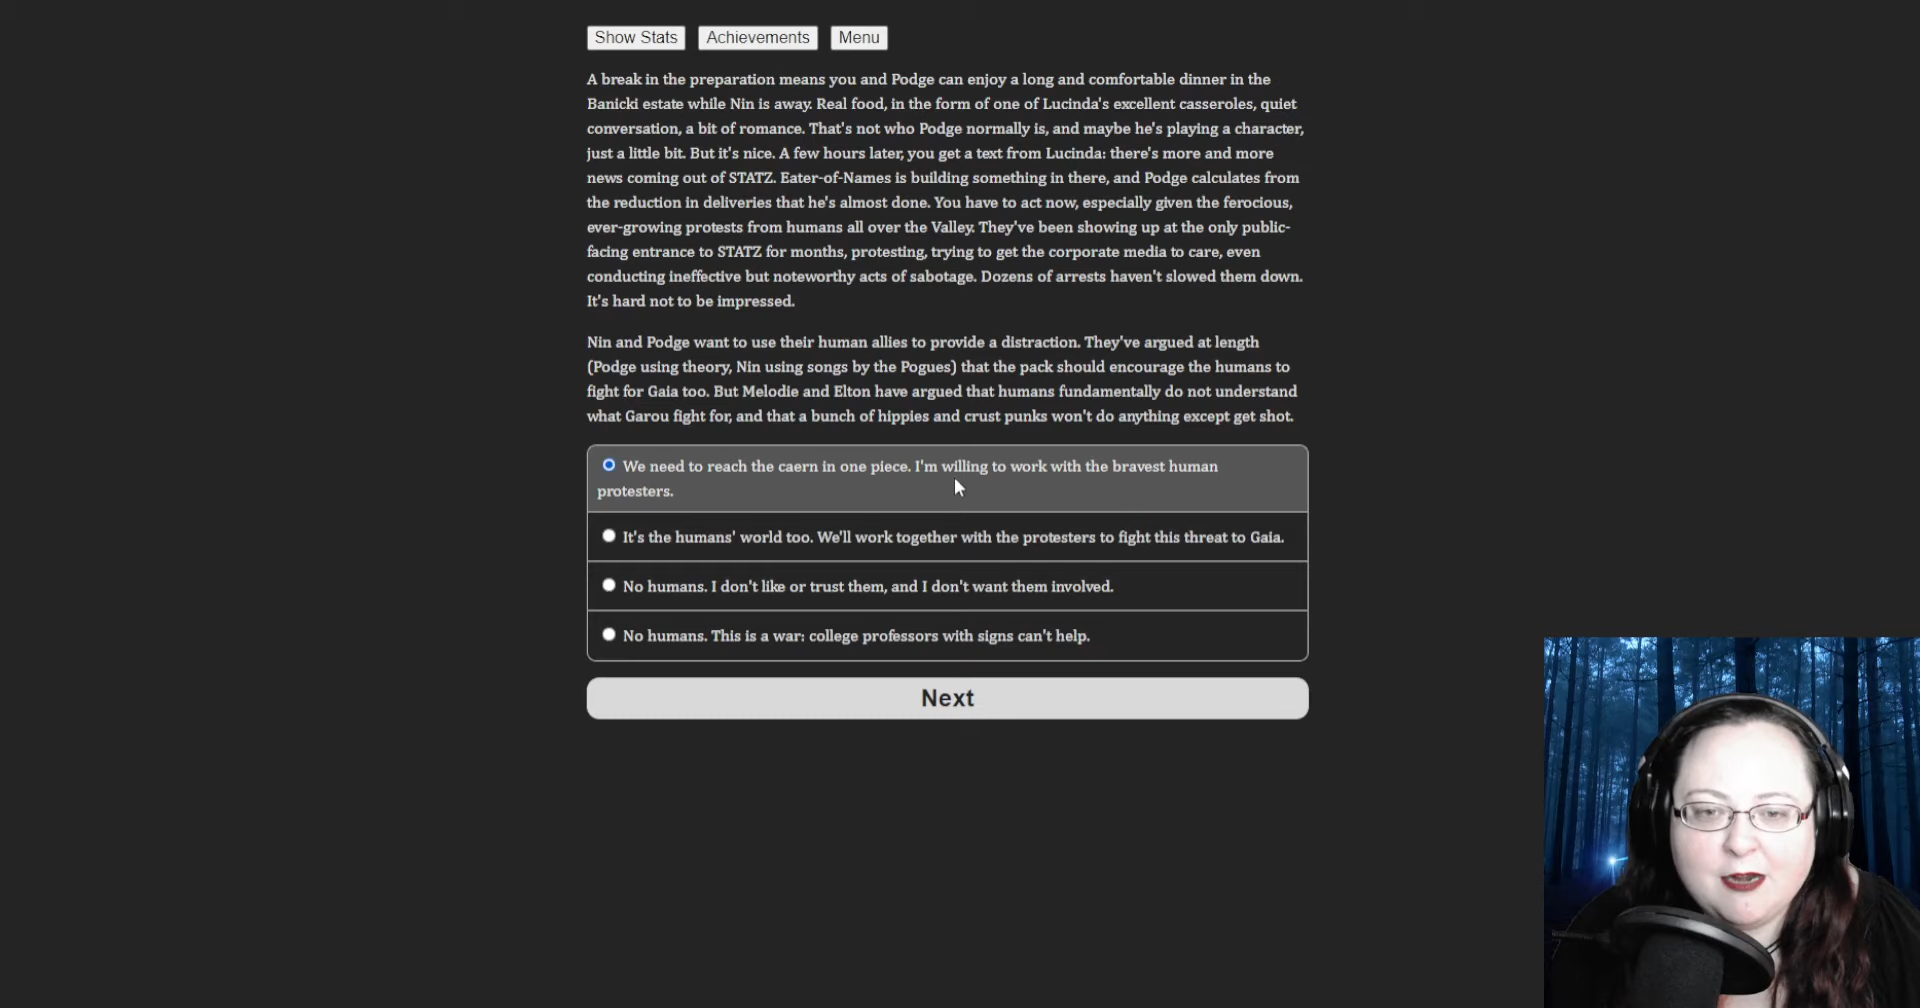 Show Stats Achievements Menu
A break in the preparation means you and Podge can enjoy a long and comfortable dinner in the
Banicki estate while Nin is away. Real food, in the form of one of Lucinda's excellent casseroles, quiet
conversation, a bit of romance. That's not who Podge normally is, and maybe he's playing a character,
just a little bit. But it's nice. A few hours later, you get a text from Lucinda: there's more and more
news coming out of STATZ. Eater-of-Names is building something in there, and Podge calculates from
the reduction in deliveries that he's almost done. You have to act now, especially given the ferocious,
ever-growing protests from humans all over the Valley. They've been showing up at the only public-
facing entrance to STATZ for months, protesting, trying to get the corporate media to care, even
conducting ineffective but noteworthy acts of sabotage. Dozens of arrests haven't slowed them down.
It's hard not to be impressed.
Nin and Podge want to use their human allies to provide a distraction. They've argued at length
(Podge using theory, Nin using songs by the Pogues) that the pack should encourage the humans to
fight for Gaia too. But Melodie and Elton have argued that humans fundamentally do not understand
what Garou fight for, and that a bunch of hippies and crust punks won't do anything except get shot.
We need to reach the caern in one piece. I'm willing to work with the bravest human
protesters.
It's the humans' world too. We'll work together with the protesters to fight this threat to Gaia.
No humans. I don't like or trust them, and I don't want them involved.
No humans. This is a war: college professors with signs can't help.
Next